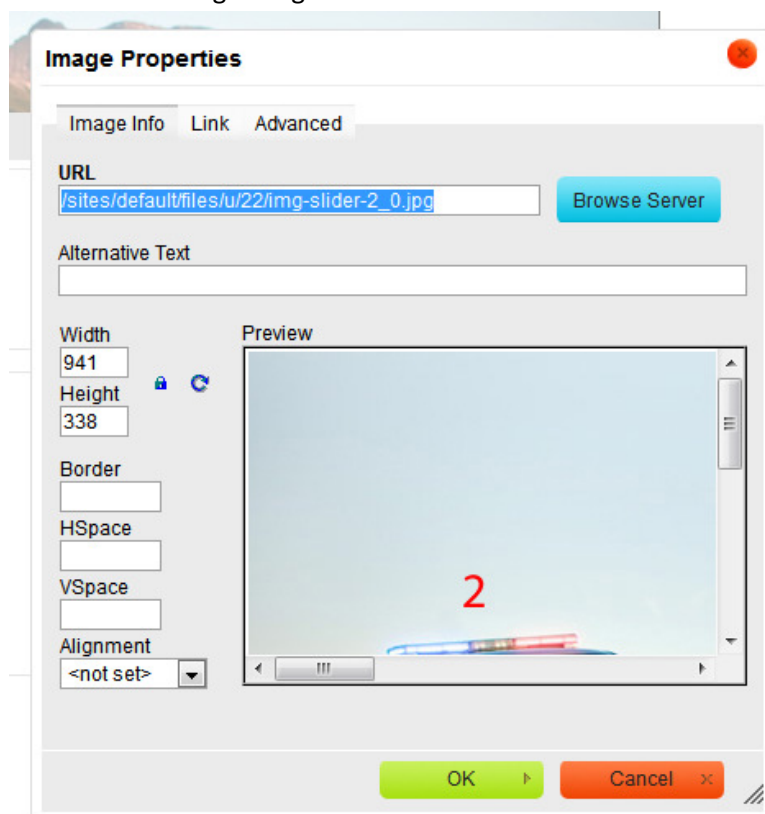 Image Properties
Image Info Link Advanced
URL
/sites/default/files/u/22/img-slider-2_0.jpg
Browse Server
Alternative Text
Width
Preview
941
Height
338
Border
HSpace
VSpace
2
Alignment
<not set>
OK
Cancel